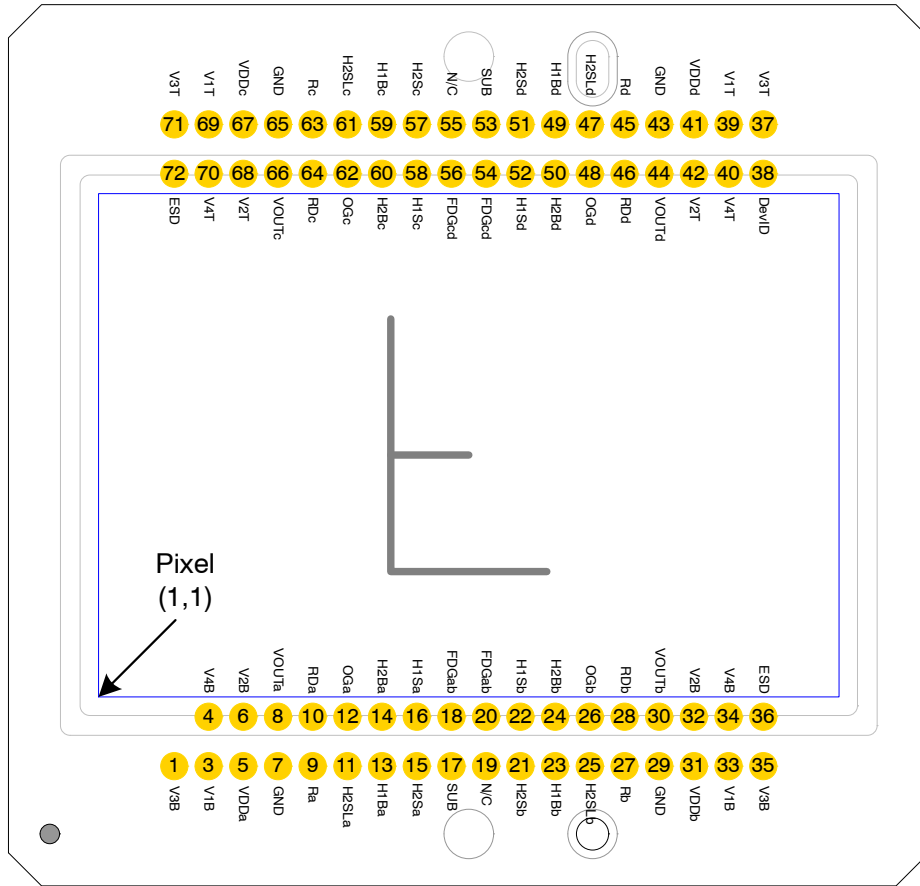 V3T V1T VDDc GND Rc H2SLc H1Bc H2Sc N/C SUB H2Sd H1Bd H2SLd Rd GND VDDd V1T V3T
71 69 67 65 63 61 59 57 55 53 51 49 47 45 43 41 39 37
72 70 68 66 64 62 60 58 56 54 52 50 48 46 44 42 40 38
ESD V4T V2T VOUTc RDc OGc H2Bc H1Sc FDGcd FDGcd H1Sd H2Bd OGd RDd VOUTd V2T V4T DevID
Pixel
(1,1)
V4B V2B VOUTa RDa OGa H2Ba H1Sa FDGab FDGab H1Sb H2Bb OGb RDb VOUTb V2B V4B ESD
4 6 8 10 12 14 16 18 20 22 24 26 28 30 32 34 36
1 3 5 7 9 11 13 15 17 19 21 23 25 27 29 31 33 35
V3B V1B VDDa GND Ra H2SLa H1Ba H2Sa SUB N/C H2Sb H1Bb H2SLb Rb GND VDDb V1B V3B